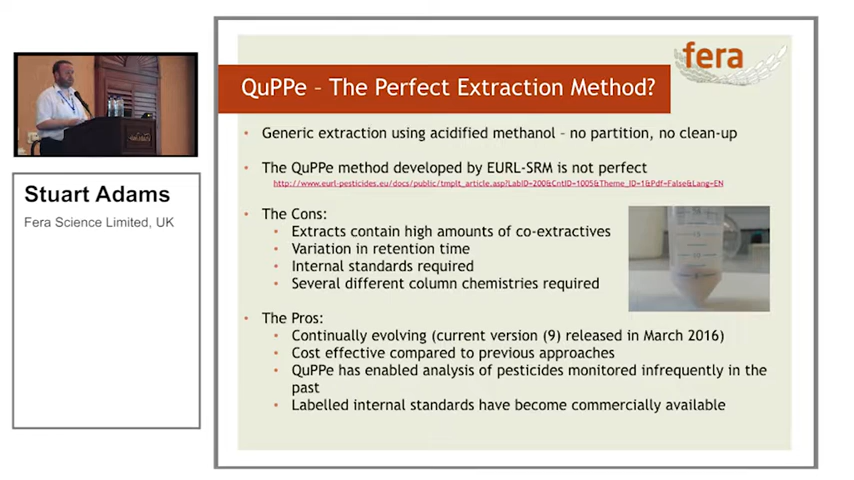 fera
QuPPe – The Perfect Extraction Method?
Stuart Adams
Fera Science Limited, UK
• Generic extraction using acidified methanol – no partition, no clean-up
• The QuPPe method developed by EURL-SRM is not perfect
http://www.eurl-pesticides.eu/docs/public/tmplt_article.asp?LabID=200&CntID=1005&Theme_ID=1&Pdf=False&Lang=EN
• The Cons:
• Extracts contain high amounts of co-extractives
• Variation in retention time
• Internal standards required
• Several different column chemistries required
• The Pros:
• Continually evolving (current version (9) released in March 2016)
• Cost effective compared to previous approaches
• QuPPe has enabled analysis of pesticides monitored infrequently in the
past
• Labelled internal standards have become commercially available